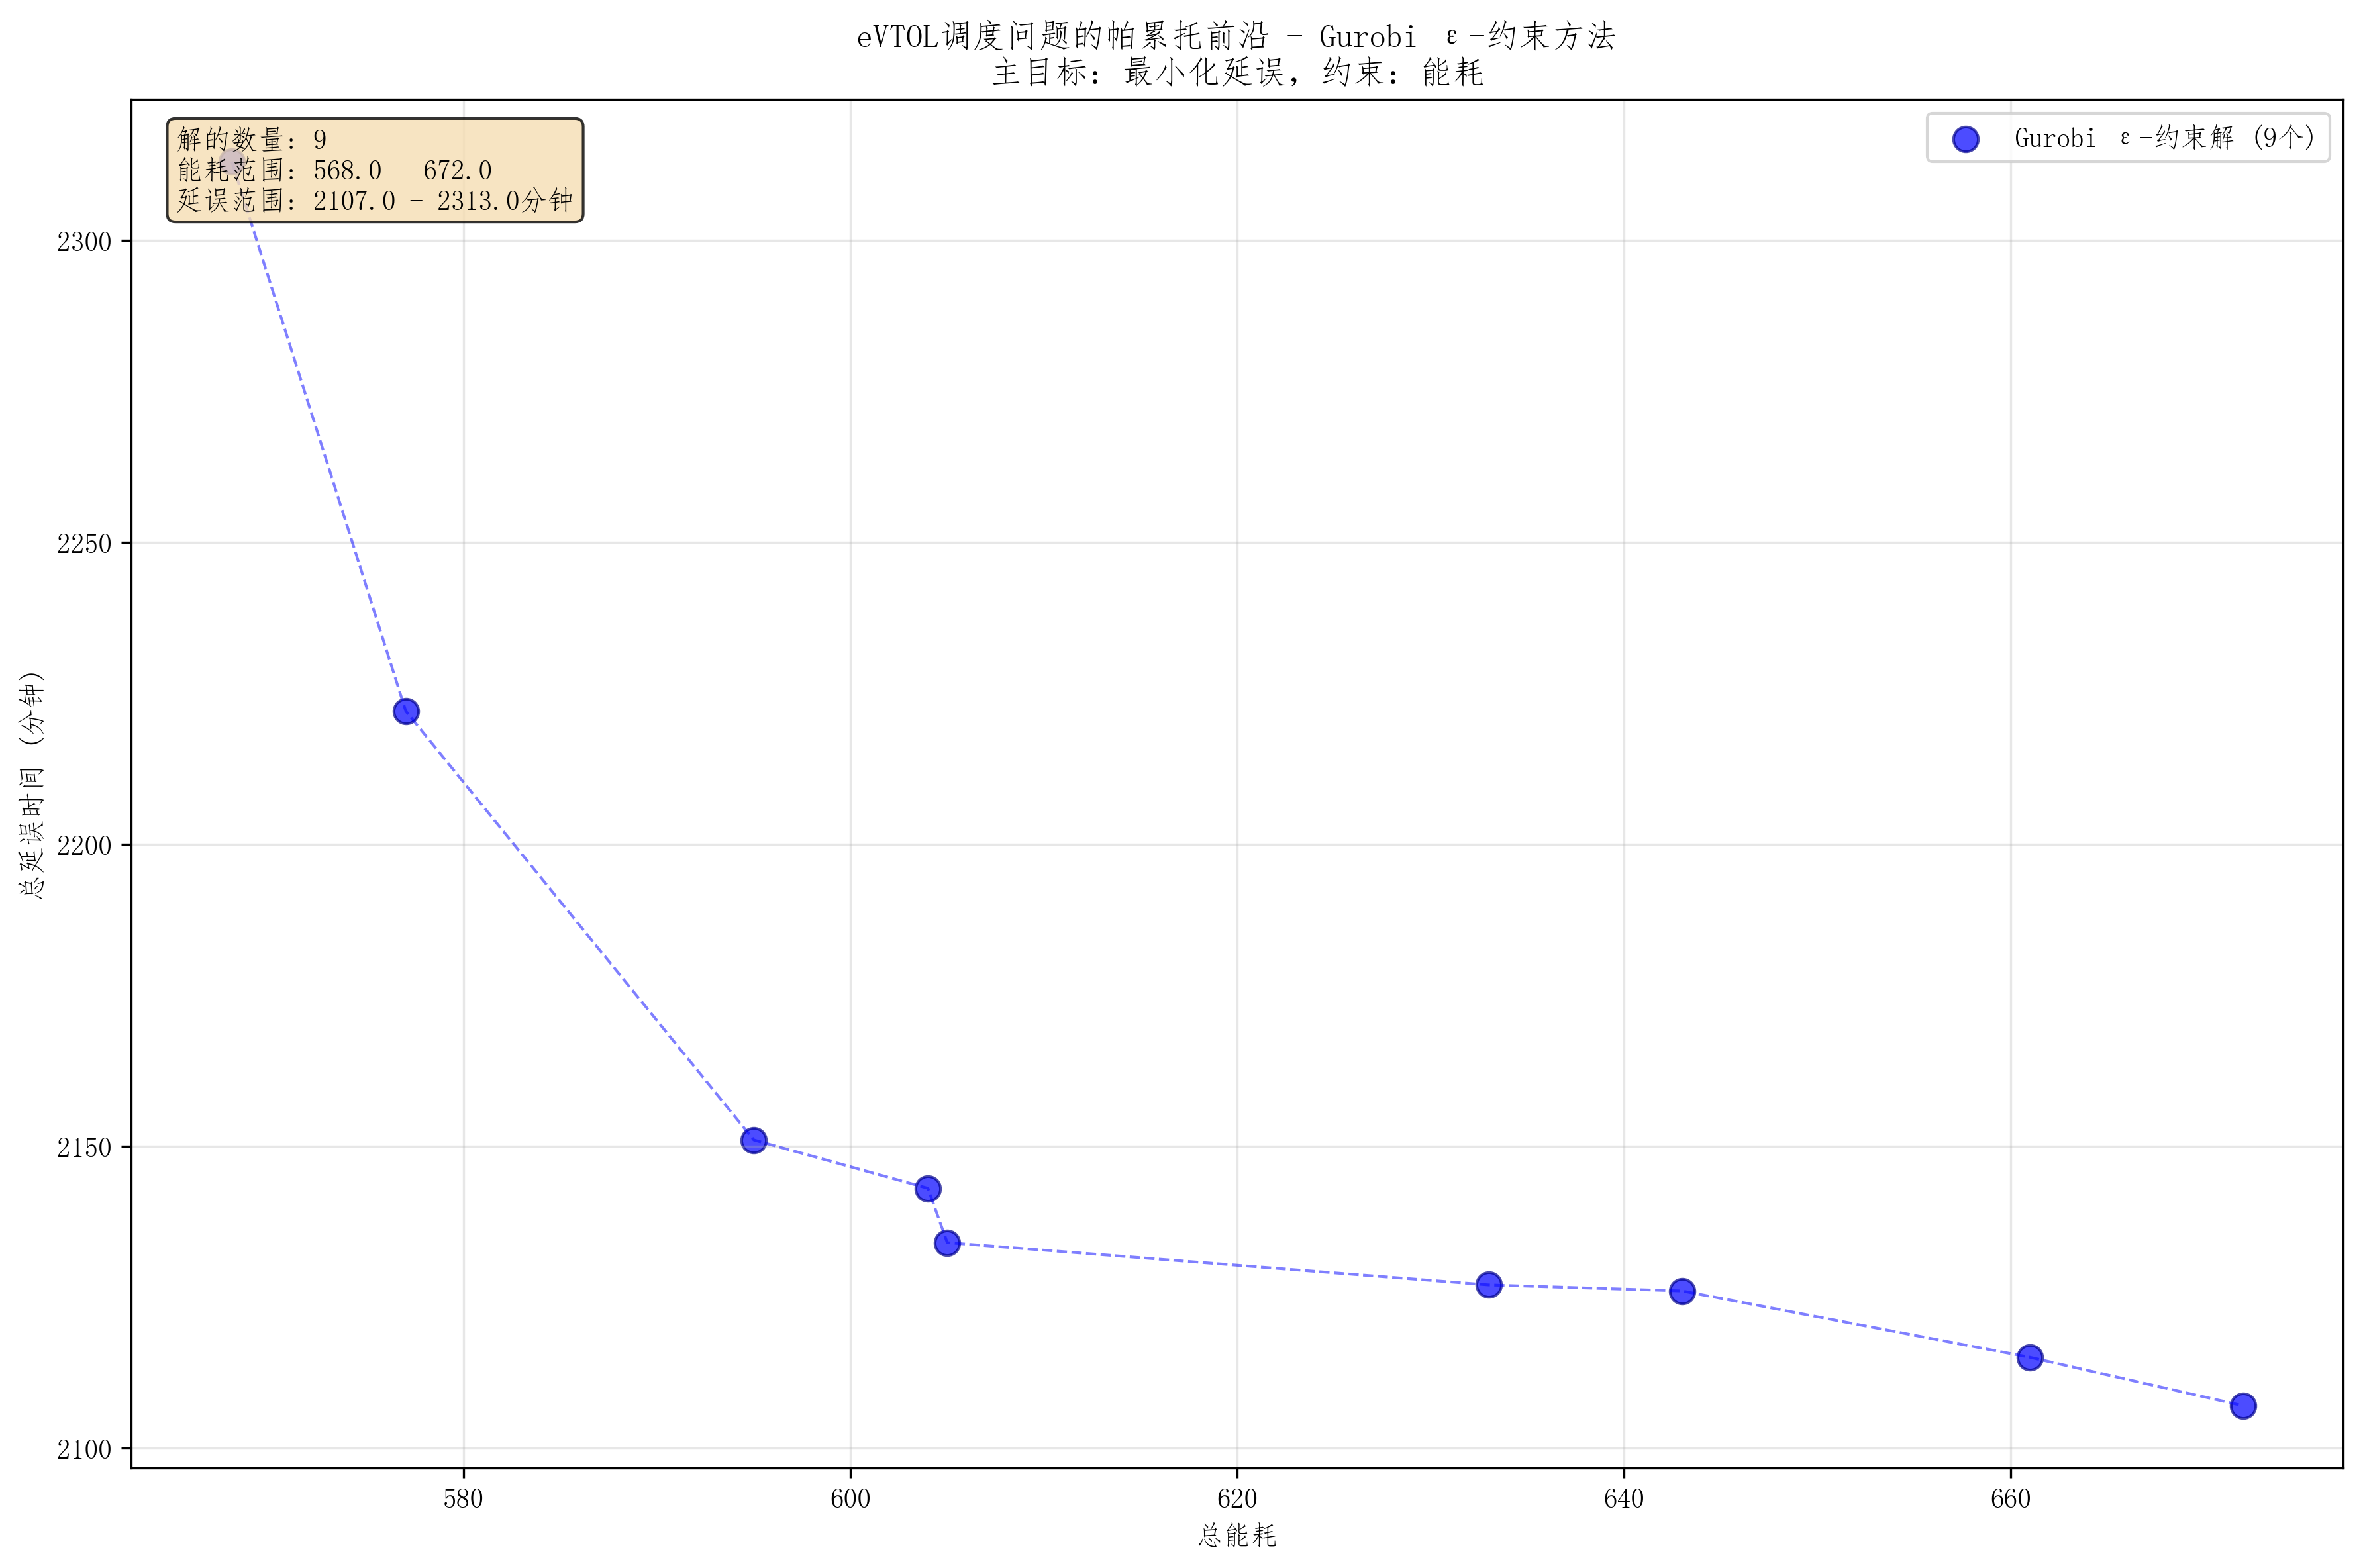 eVTOL调度问题的帕累托前沿 - Gurobi ε-约束方法
主目标: 最小化延误, 约束: 能耗
解的数量: 9
能耗范围: 568.0 - 672.0
延误范围: 2107.0 - 2313.0分钟
Gurobi ε-约束解 (9个)
总延误时间 (分钟)
2300
2250
2200
2150
2100
580
600
620
640
660
总能耗